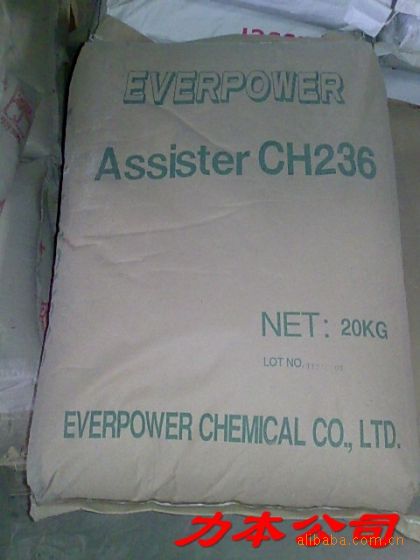 EVERPOWER
Assister CH236
NET: 20KG
LOT NO.
EVERPOWER CHEMICAL CO., LTD.
力本公司
alibaba.com.cn